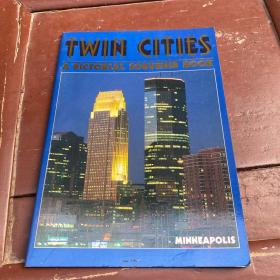 TWIN CITIES
A PICTORIAL SOUVENIR BOOK
MINNEAPOLIS